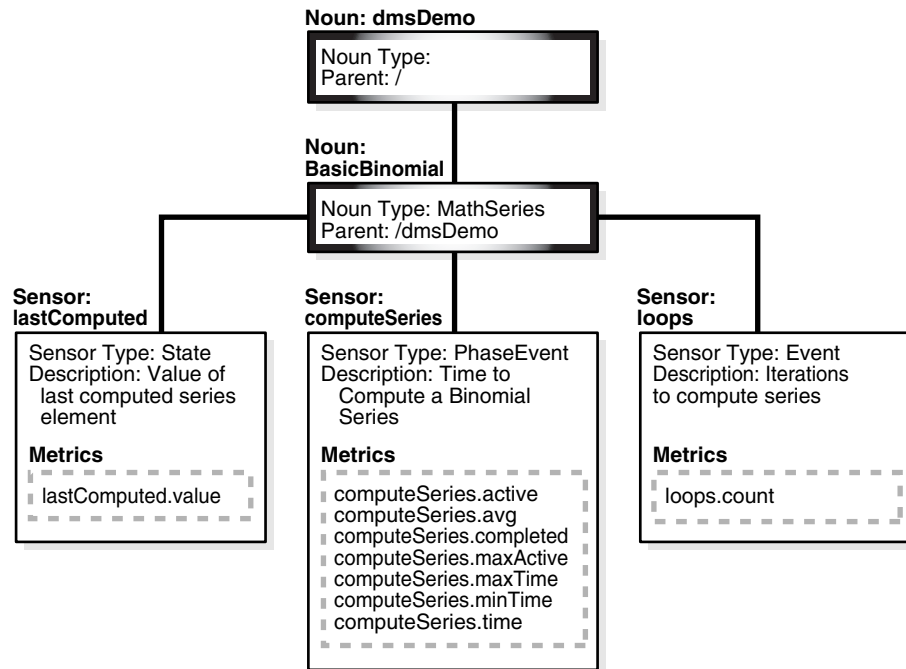 Noun: dmsDemo
Noun Type:
Parent: /
Noun:
BasicBinomial
Noun Type: MathSeries
Parent: /dmsDemo
Sensor:
lastComputed
Sensor Type: State
Description: Value of
last computed series
element
Metrics
lastComputed.value
Sensor:
computeSeries
Sensor Type: PhaseEvent
Description: Time to
Compute a Binomial
Series
Metrics
computeSeries.active
computeSeries.avg
computeSeries.completed
computeSeries.maxActive
computeSeries.maxTime
computeSeries.minTime
computeSeries.time
Sensor:
loops
Sensor Type: Event
Description: Iterations
to compute series
Metrics
loops.count